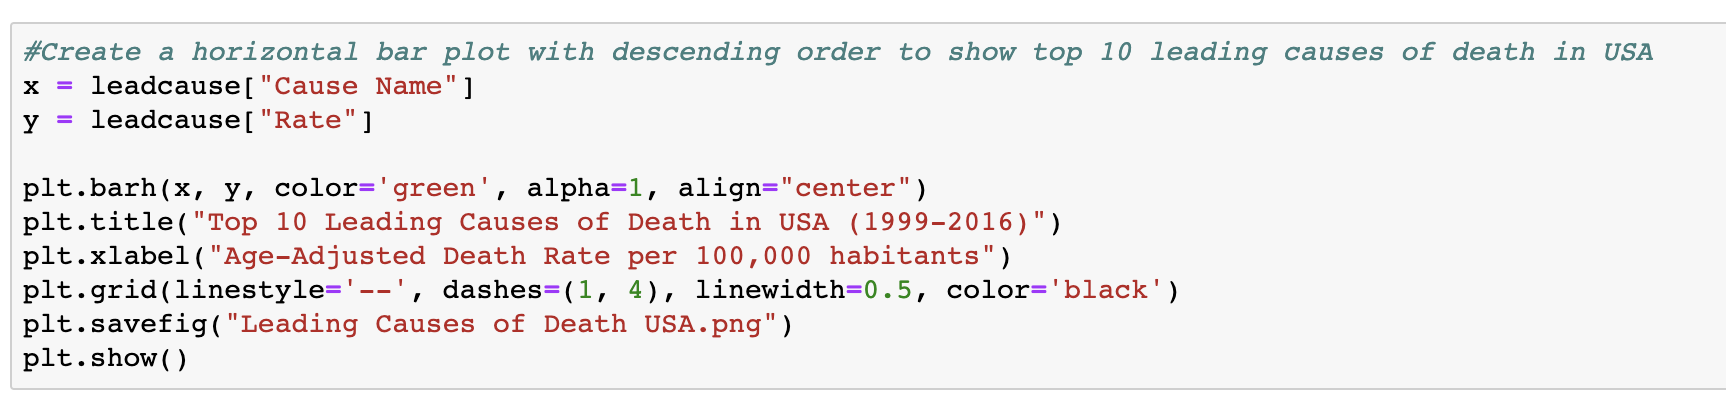 #Create a horizontal bar plot with descending order to show top 10 leading causes of death in USA
x = leadcause["Cause Name"]
y = leadcause["Rate"]
plt.barh(x, y, color='green', alpha=1, align="center")
plt.title("Top 10 Leading Causes of Death in USA (1999-2016)")
plt.xlabel("Age-Adjusted Death Rate per 100,000 habitants")
plt.grid(linestyle='--', dashes=(1, 4), linewidth=0.5, color='black')
plt.savefig("Leading Causes of Death USA.png")
plt.show()